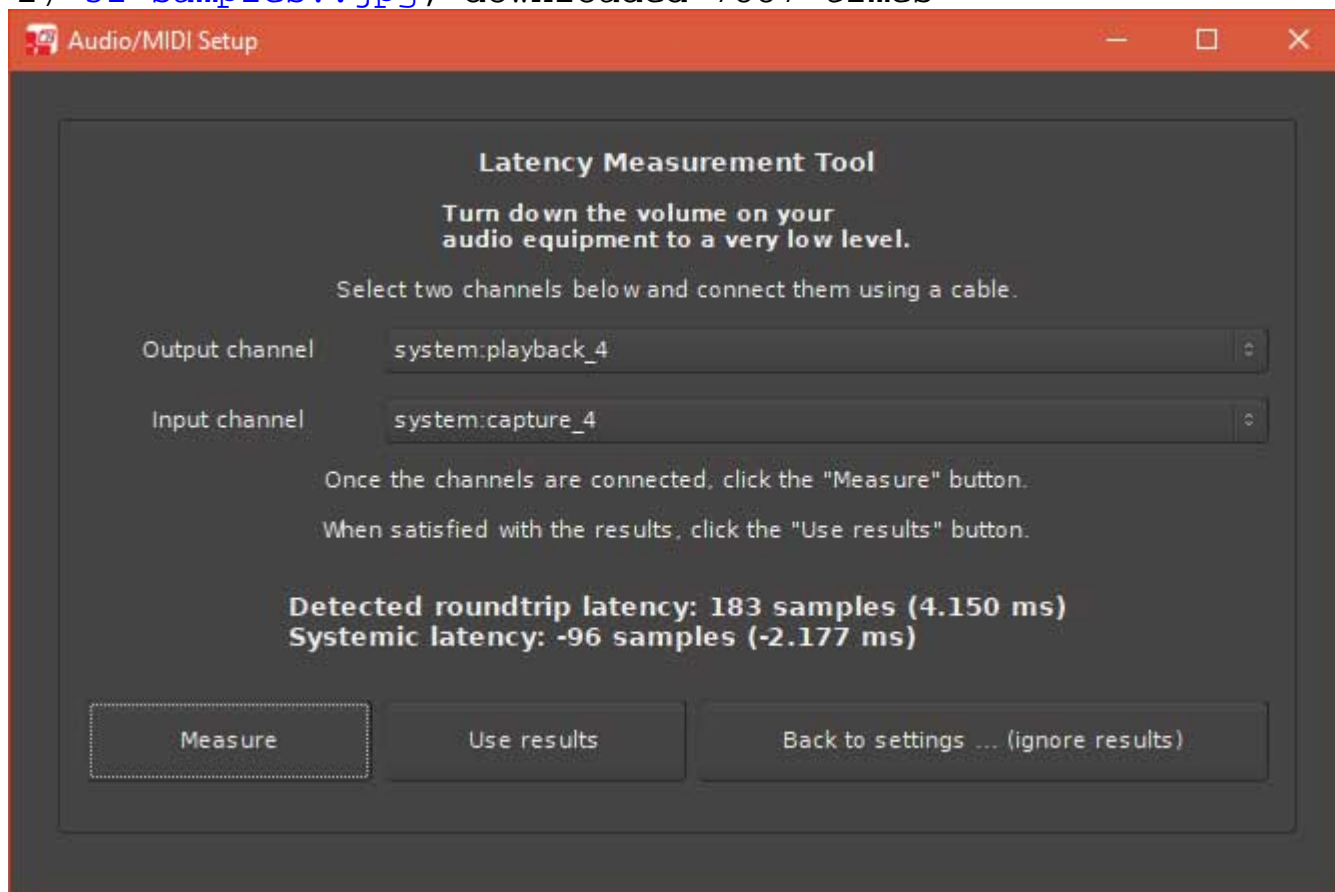 Audio/MIDI Setup
Latency Measurement Tool
Turn down the volume on your
audio equipment to a very low level.
Select two channels below and connect them using a cable.
Output channel system:playback_4
Input channel system:capture_4
Once the channels are connected, click the "Measure" button.
When satisfied with the results, click the "Use results" button.
Detected roundtrip latency: 183 samples (4.150 ms)
Systemic latency: -96 samples (-2.177 ms)
Measure Use results Back to settings ... (ignore results)